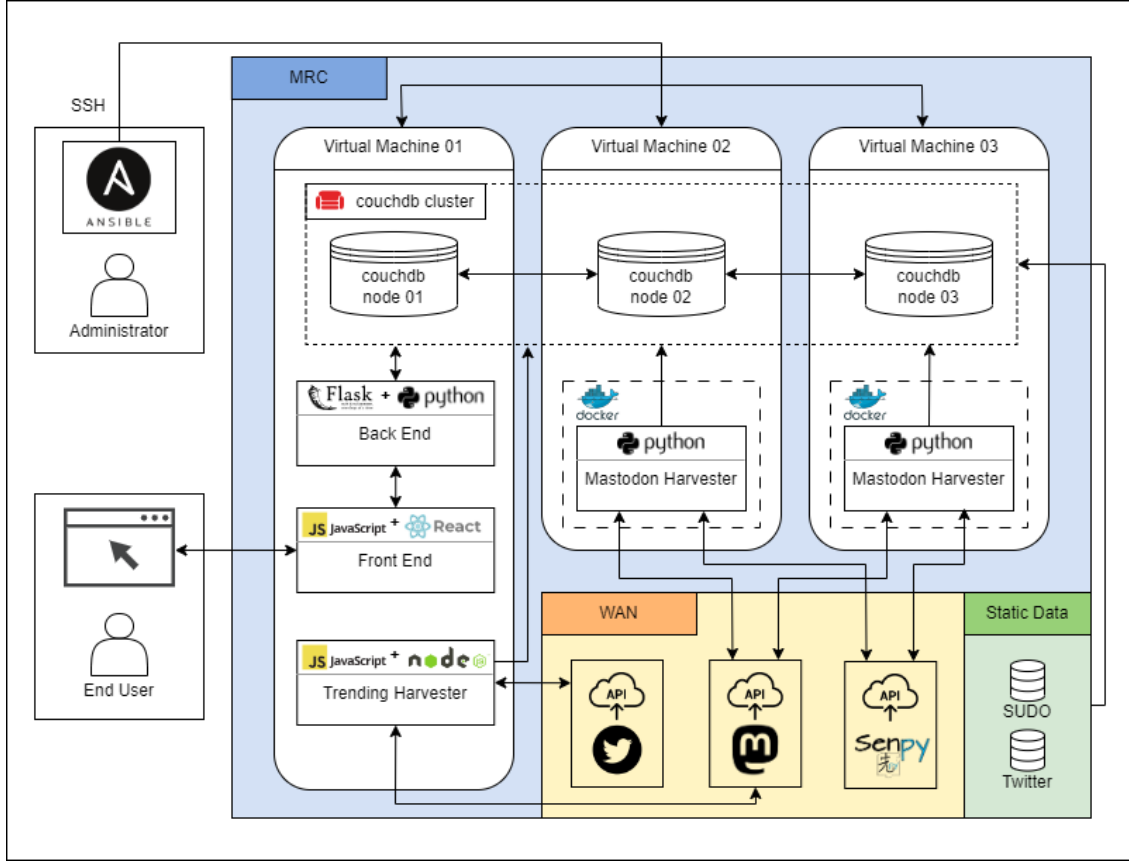 MRC
SSH
ANSIBLE
Administrator
Virtual Machine 01
Virtual Machine 02
Virtual Machine 03
couchdb cluster
couchdb
node 01
couchdb
node 02
couchdb
node 03
Flask + python
Back End
docker
python
Mastodon Harvester
docker
python
Mastodon Harvester
JS JavaScript + React
Front End
End User
JS JavaScript + node JS
Trending Harvester
WAN
API
API
API
Senpy
先
Static Data
SUDO
Twitter